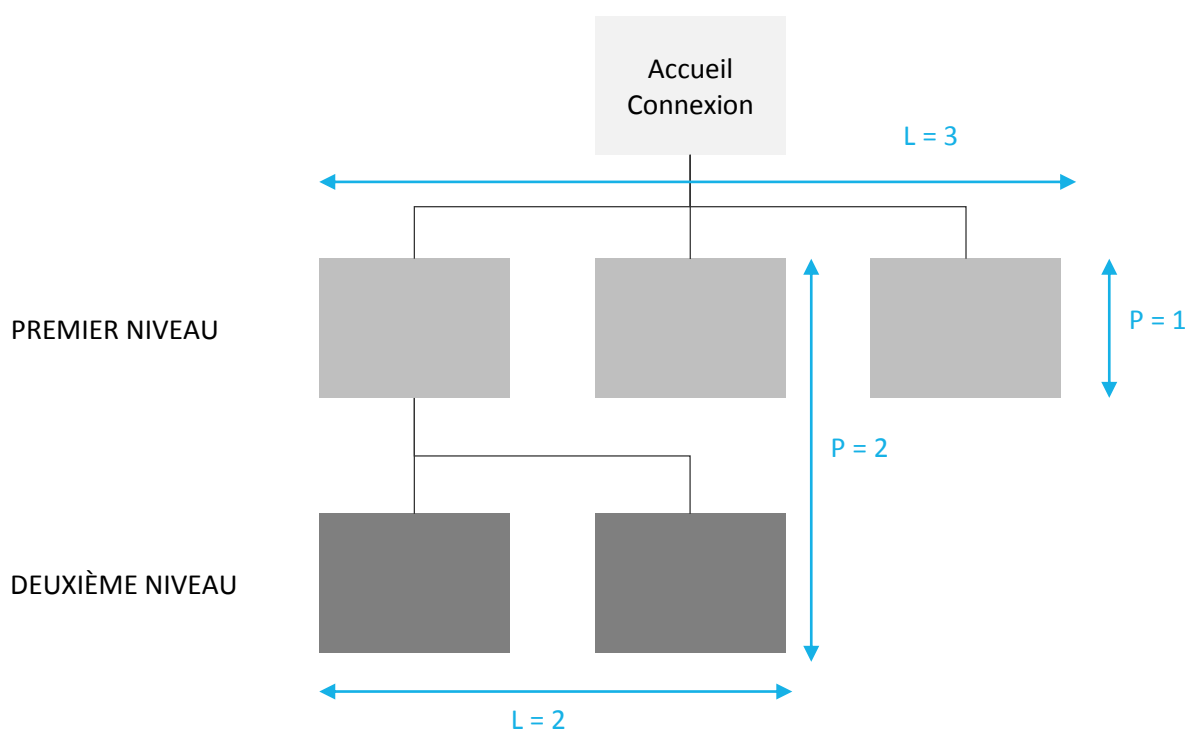 Accueil
Connexion
L = 3
PREMIER NIVEAU
P = 1
P = 2
DEUXIÈME NIVEAU
L = 2